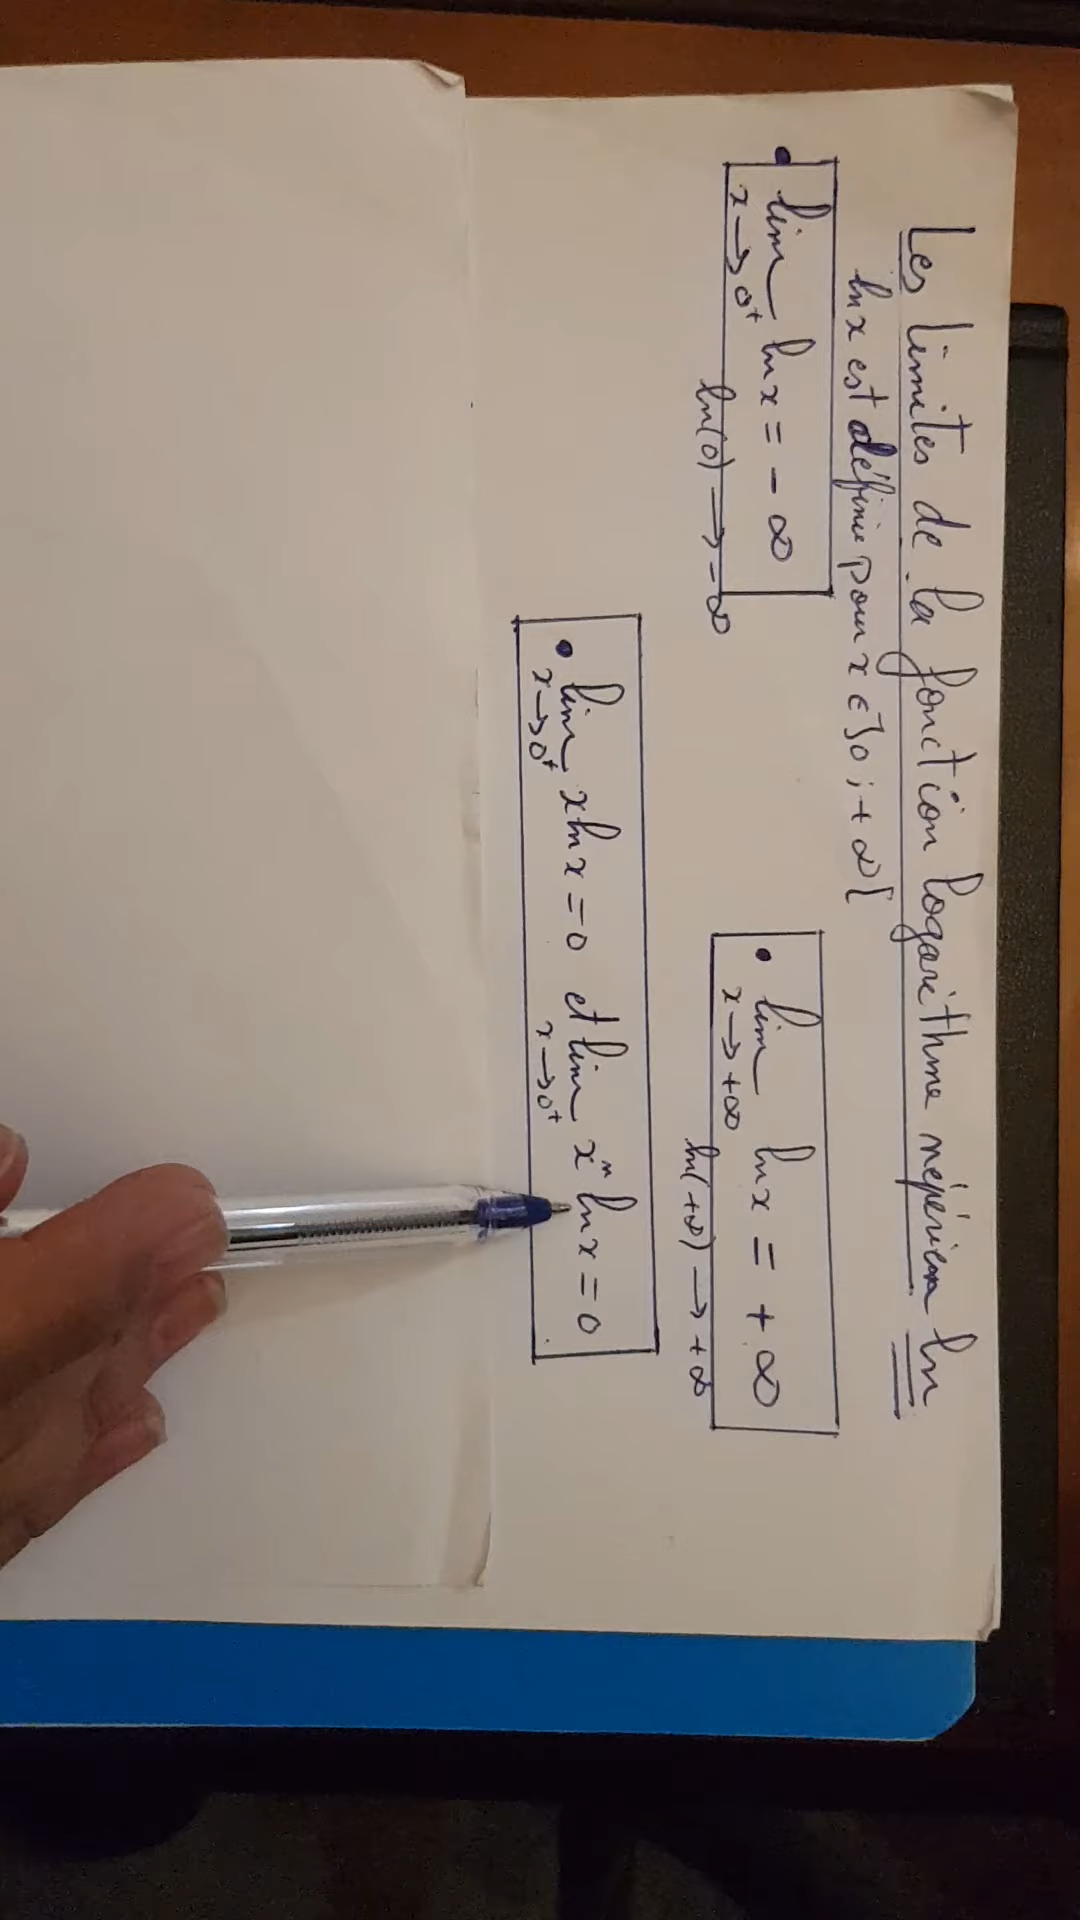 Les limites de la fonction logarithme népérien ln
ln x est définie pour x ∈ ]0 ; +∞[
• lim ln x = - ∞
x → 0⁺
ln(0) → -∞
• lim ln x = + ∞
x → +∞
ln(+∞) → +∞
• lim x ln x = 0 et lim xⁿ ln x = 0
x → 0⁺ x → 0⁺